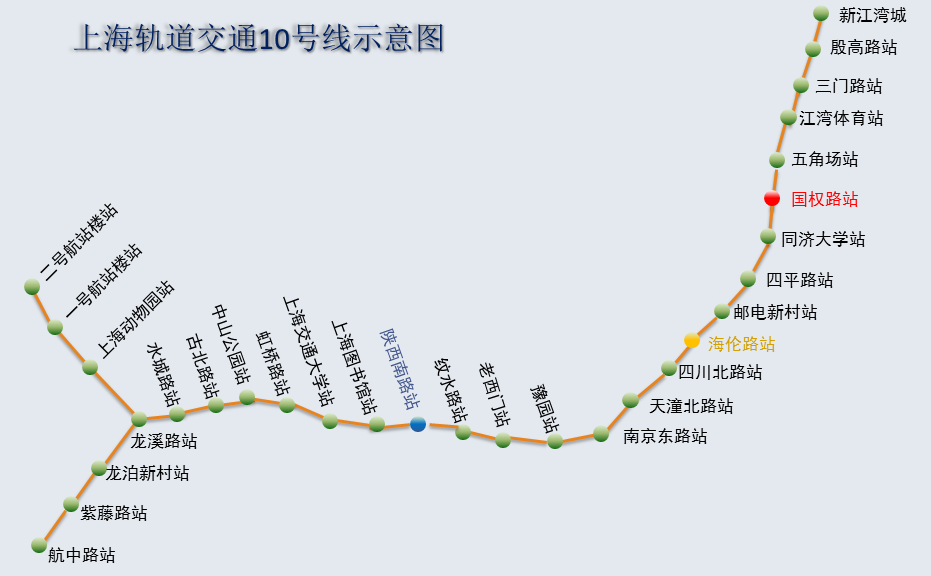 上海轨道交通10号线示意图
新江湾城
殷高路站
三门路站
江湾体育站
五角场站
国权路站
同济大学站
四平路站
邮电新村站
海伦路站
四川北路站
天潼北路站
南京东路站
豫园站
老西门站
纹水路站
陕西南路站
上海图书馆站
上海交通大学站
虹桥路站
中山公园站
古北路站
水城路站
龙溪路站
上海动物园站
一号航站楼站
二号航站楼站
龙泊新村站
紫藤路站
航中路站